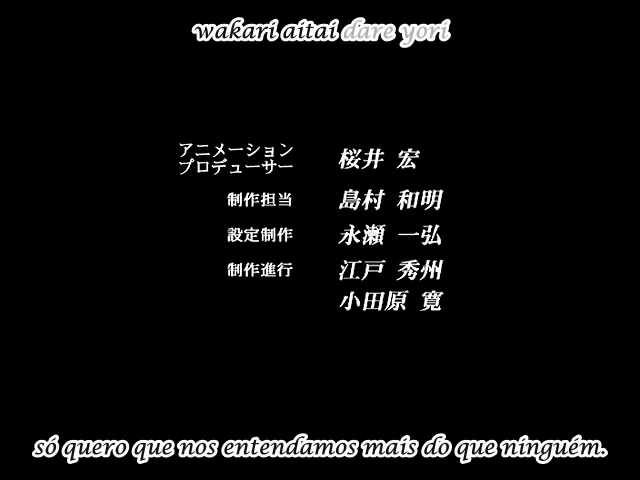 wakari aitai dare yori
アニメーション
プロデューサー 桜井 宏
制作担当 島村 和明
設定制作 永瀬 一弘
制作進行 江戸 秀州
小田原 寛
só quero que nos entendamos mais do que ninguém.